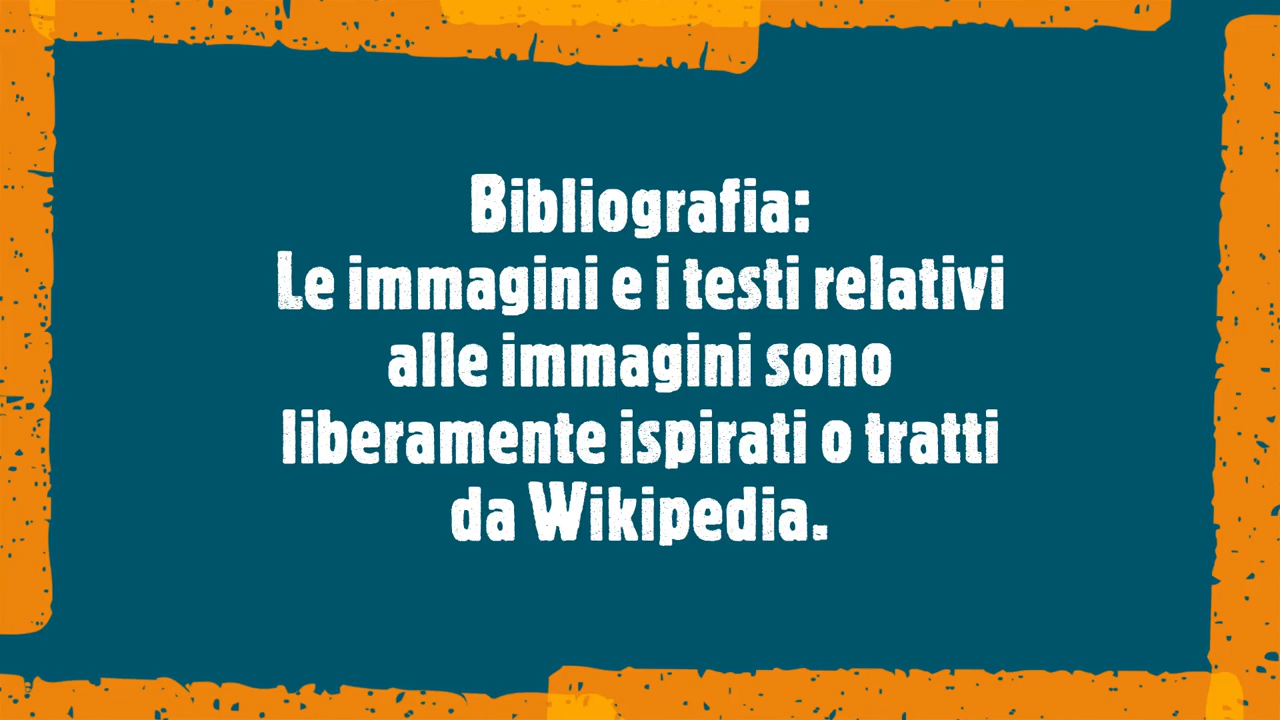 Bibliografia:
Le immagini e i testi relativi
alle immagini sono
liberamente ispirati o tratti
da Wikipedia.